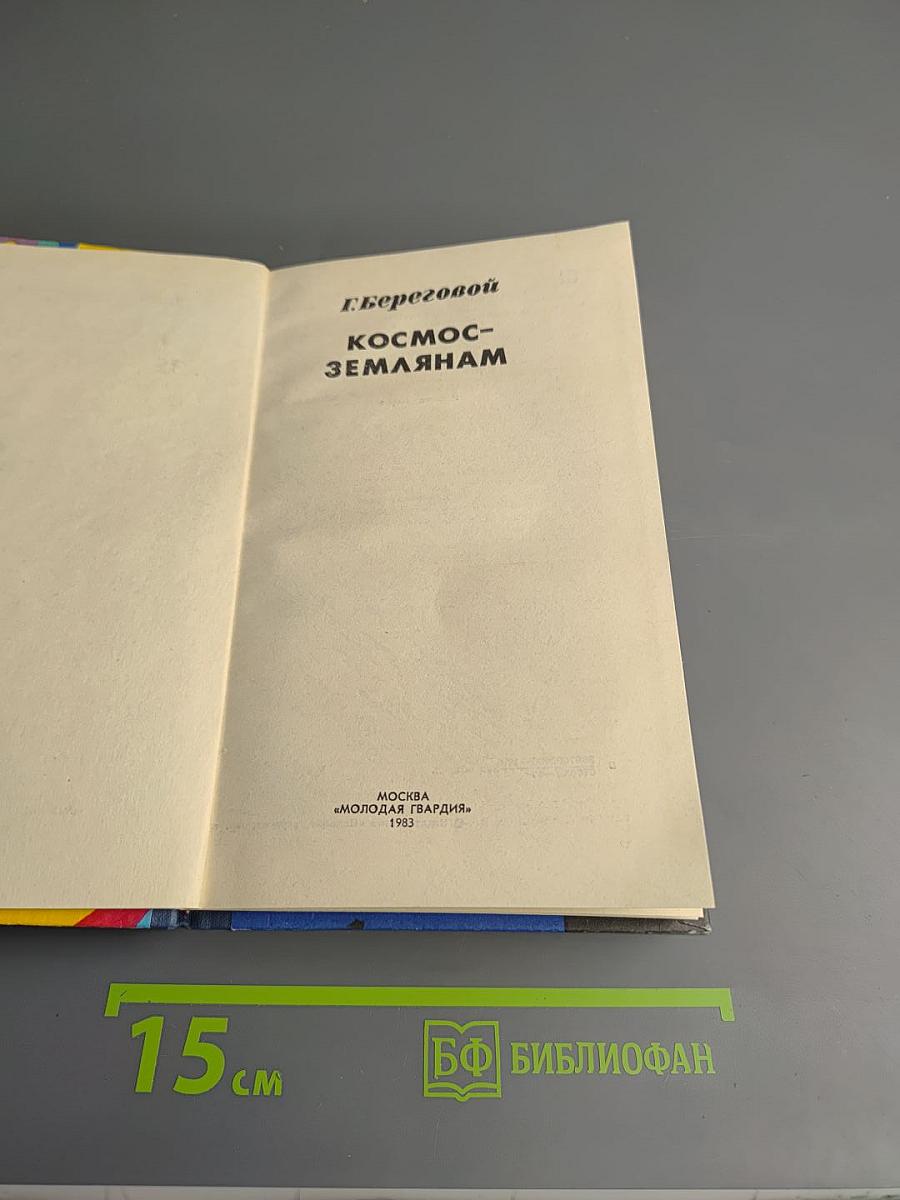 Г. Береговой
КОСМОС–
ЗЕМЛЯНАМ
МОСКВА
«МОЛОДАЯ ГВАРДИЯ»
1983
15 см
БФ БИБЛИОФАН